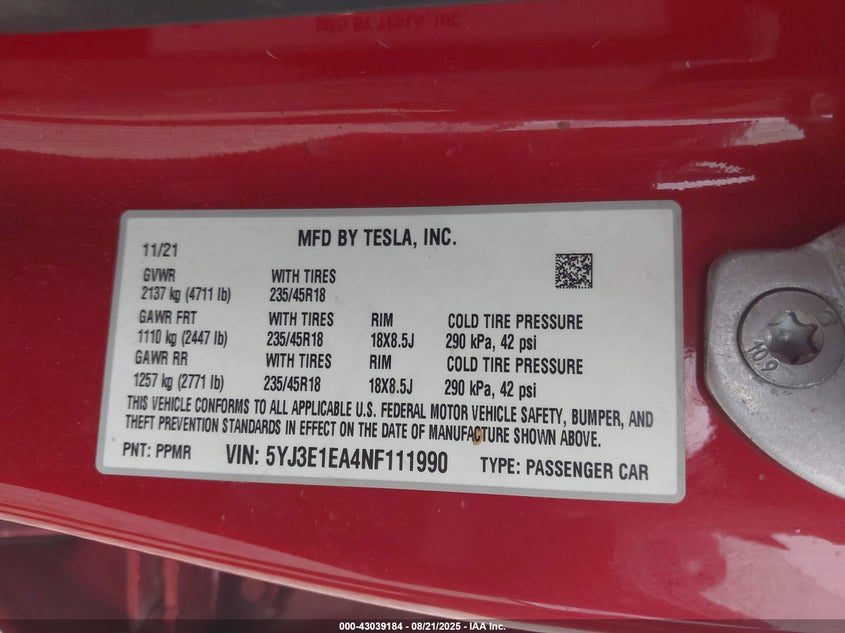 MFD BY TESLA, INC.
11/21
GVWR WITH TIRES
2137 kg (4711 lb) 235/45R18
GAWR FRT WITH TIRES RIM COLD TIRE PRESSURE
1110 kg (2447 lb) 235/45R18 18X8.5J 290 kPa, 42 psi
GAWR RR WITH TIRES RIM COLD TIRE PRESSURE
1257 kg (2771 lb) 235/45R18 18X8.5J 290 kPa, 42 psi
THIS VEHICLE CONFORMS TO ALL APPLICABLE U.S. FEDERAL MOTOR VEHICLE SAFETY, BUMPER, AND
THEFT PREVENTION STANDARDS IN EFFECT ON THE DATE OF MANUFACTURE SHOWN ABOVE.
PNT: PPMR VIN: 5YJ3E1EA4NF111990 TYPE: PASSENGER CAR
10.9
000-43039184 - 08/21/2025 - IAA Inc.